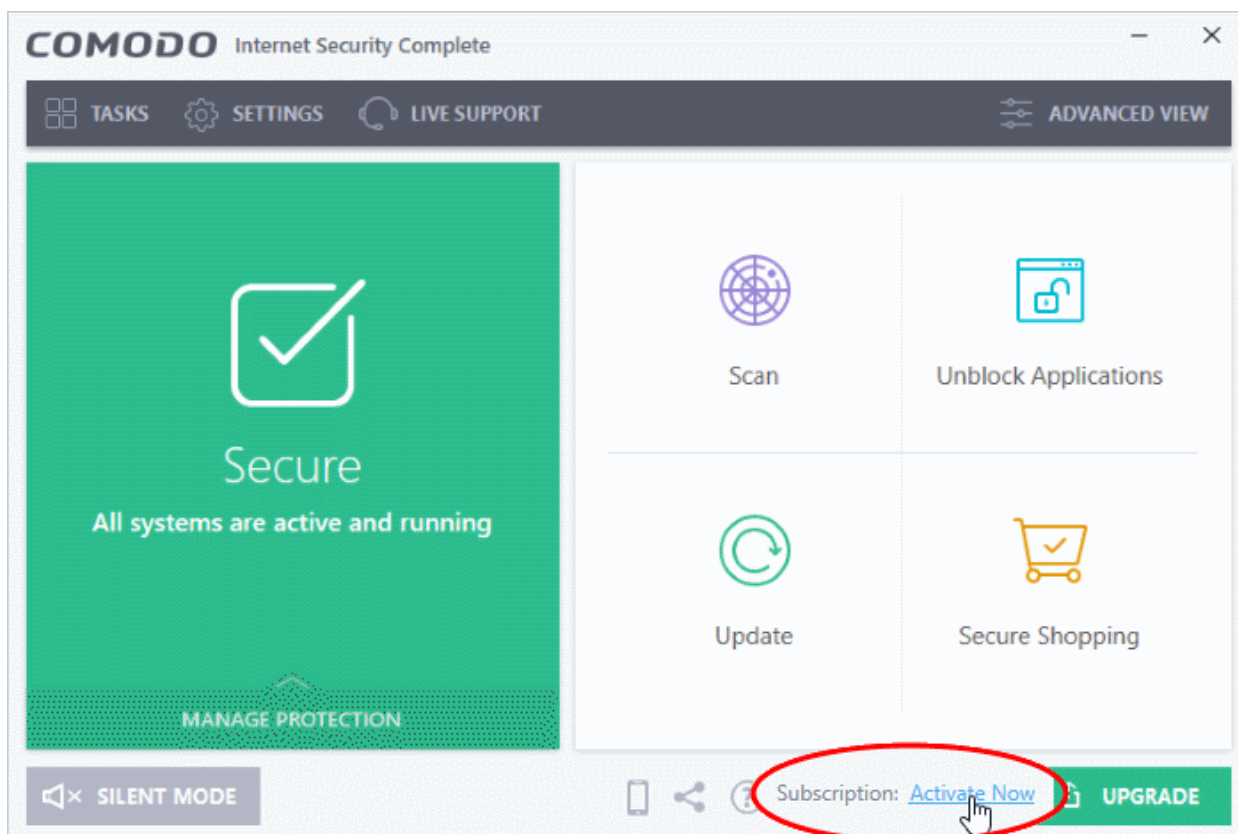 COMODO Internet Security Complete
TASKS SETTINGS LIVE SUPPORT ADVANCED VIEW
Secure
All systems are active and running
MANAGE PROTECTION
Scan
Unblock Applications
Update
Secure Shopping
SILENT MODE
? Subscription: Activate Now UPGRADE